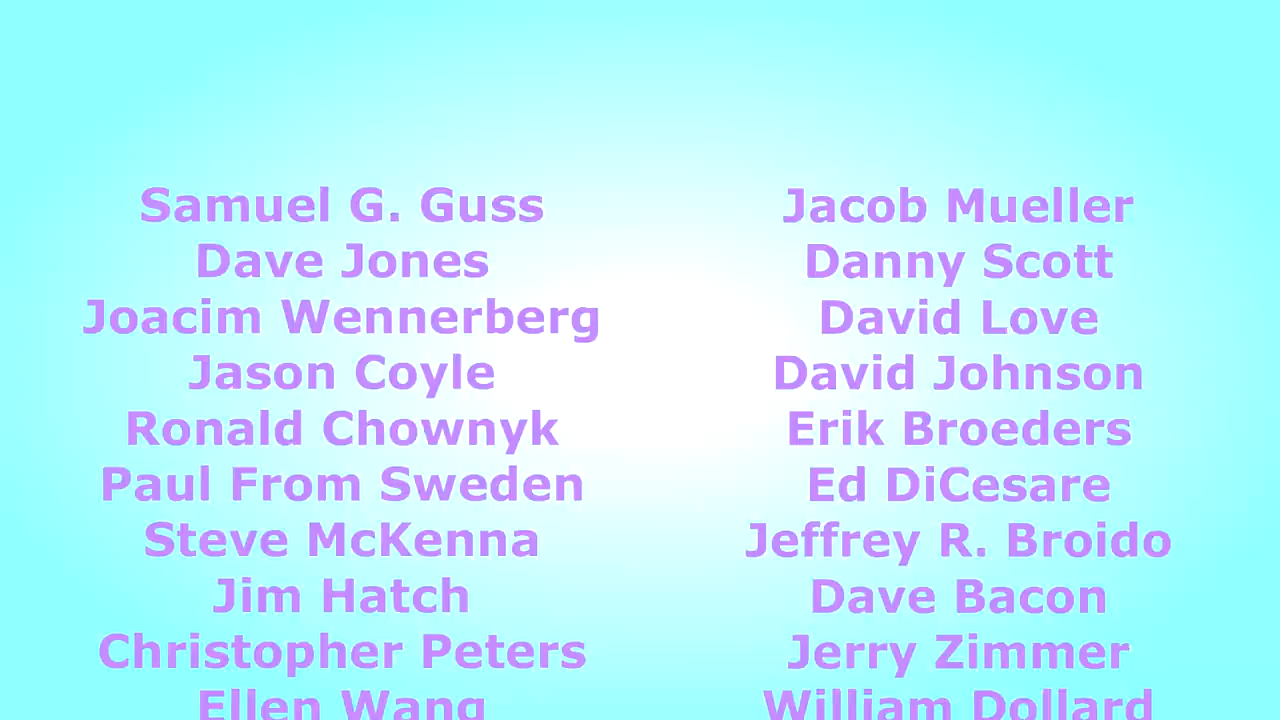 Samuel G. Guss
Dave Jones
Joacim Wennerberg
Jason Coyle
Ronald Chownyk
Paul From Sweden
Steve McKenna
Jim Hatch
Christopher Peters
Ellen Wang
Jacob Mueller
Danny Scott
David Love
David Johnson
Erik Broeders
Ed DiCesare
Jeffrey R. Broido
Dave Bacon
Jerry Zimmer
William Dollard